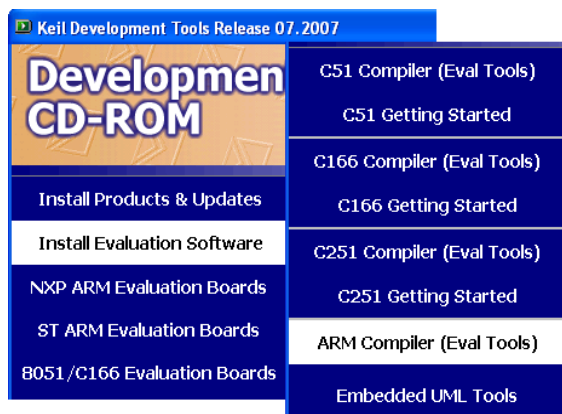 Keil Development Tools Release 07.2007
Developmen
CD-ROM
Install Products & Updates
Install Evaluation Software
NXP ARM Evaluation Boards
ST ARM Evaluation Boards
8051/C166 Evaluation Boards
C51 Compiler (Eval Tools)
C51 Getting Started
C166 Compiler (Eval Tools)
C166 Getting Started
C251 Compiler (Eval Tools)
C251 Getting Started
ARM Compiler (Eval Tools)
Embedded UML Tools